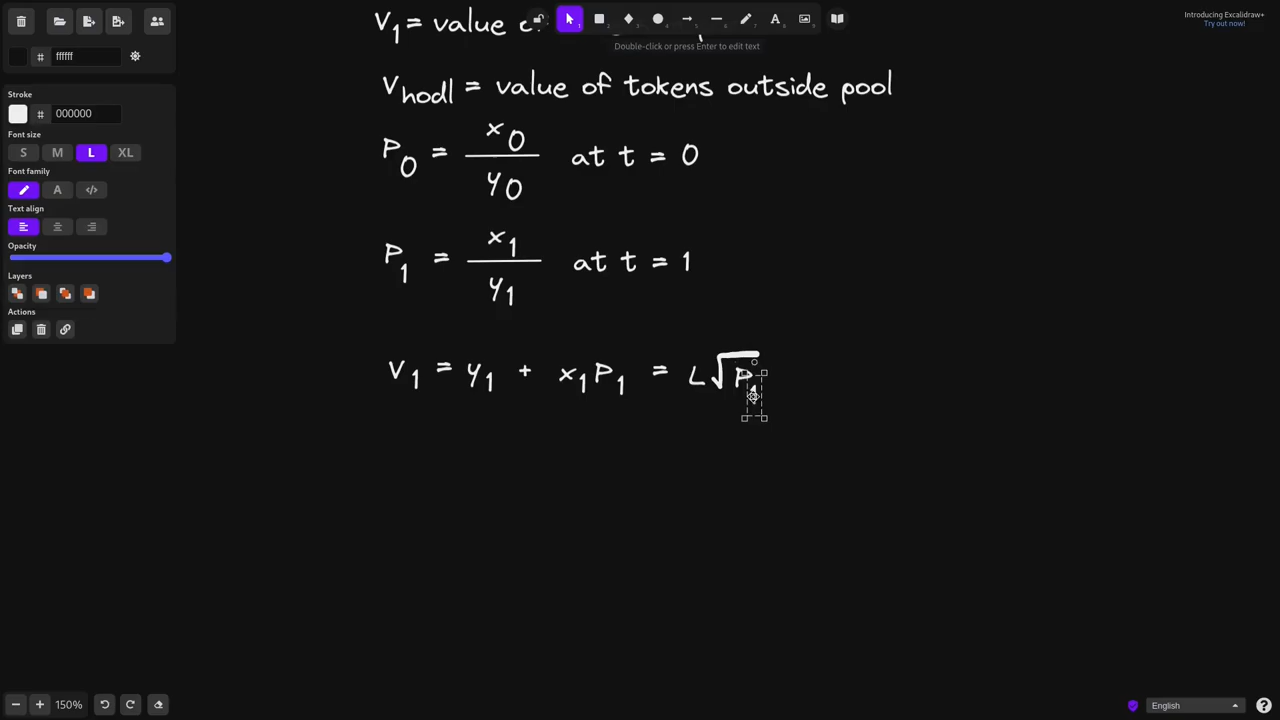 Introducing Excalidraw+
Try out now!
# ffffff
Double-click or press Enter to edit text
V1 = value
Vhodl = value of tokens outside pool
P0 = x0 / y0 at t = 0
P1 = x1 / y1 at t = 1
V1 = y1 + x1P1 = L√P1
Stroke
# 000000
Font size
S M L XL
Font family
A </>
Text align
Opacity
Layers
Actions
150%
English